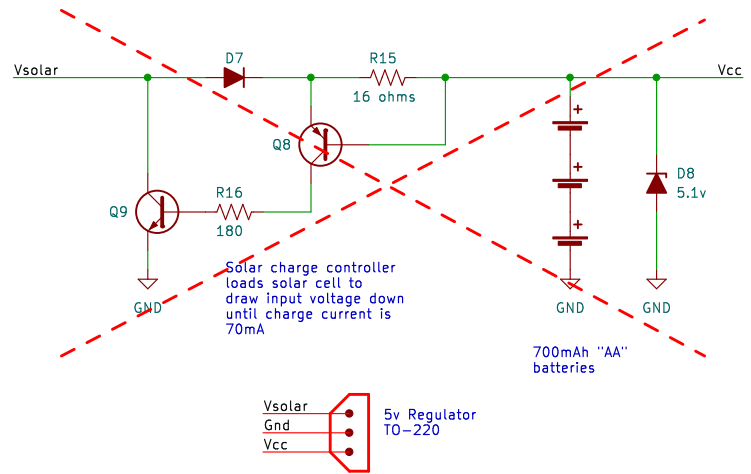 D7
R15
Vsolar
Vcc
16 ohms
+
Q8
D8
5.1v
+
Q9
R16
180
+
Solar charge controller
loads solar cell to
draw input voltage down
until charge current is
70mA
GND
GND
GND
700mAh "AA"
batteries
Vsolar
Gnd
Vcc
5v Regulator
TO-220